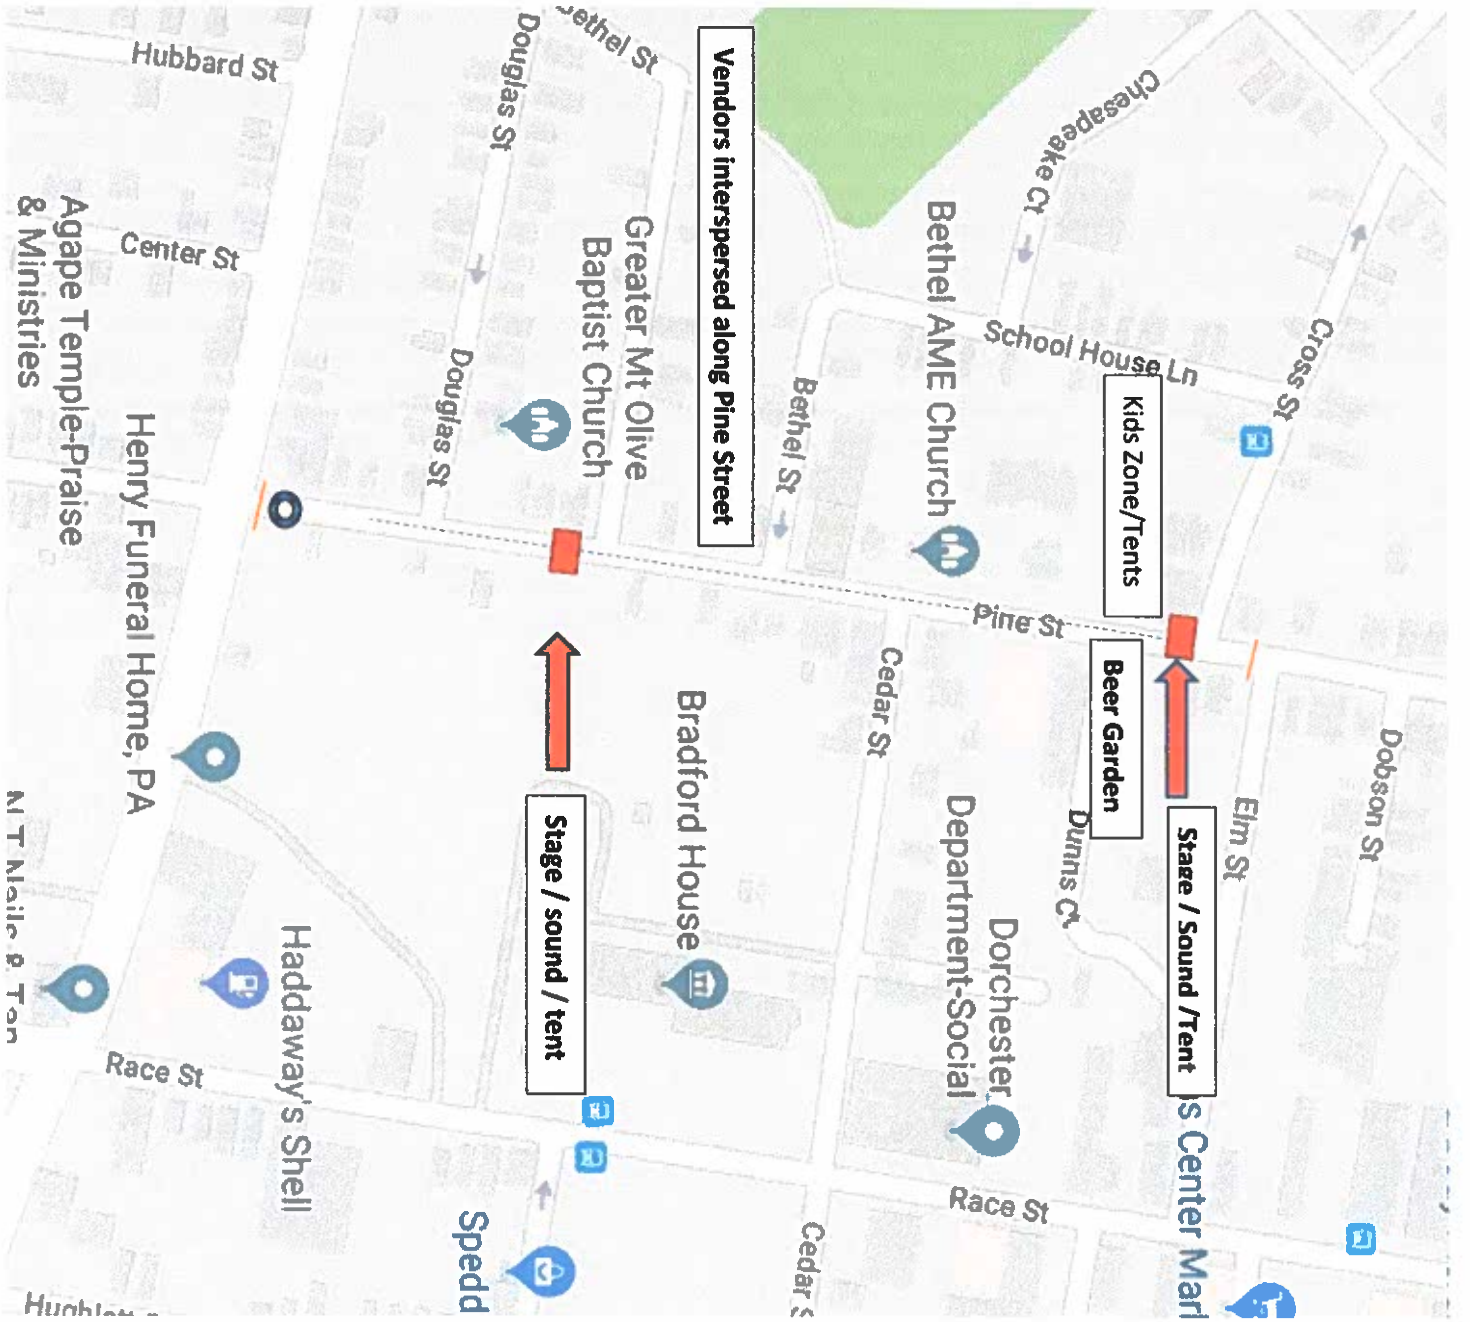 Hubbard St
Douglas St
Bethel St
Vendors interspersed along Pine Street
Chesapeake Ct
Center St
Agape Temple-Praise
& Ministries
Greater Mt Olive
Baptist Church
Bethel AME Church
School House Ln
Cross St
Douglas St
Bethel St
Kids Zone/Tents
Henry Funeral Home, PA
Pine St
Cedar St
Beer Garden
Bradford House
Dobson St
Elm St
Dunns Ct
Stage / sound / tent
Stage / Sound /Tent
Dorchester
Department-Social
Haddaway's Shell
Race St
Race St
s Center Mar
Spedd
Cedar S